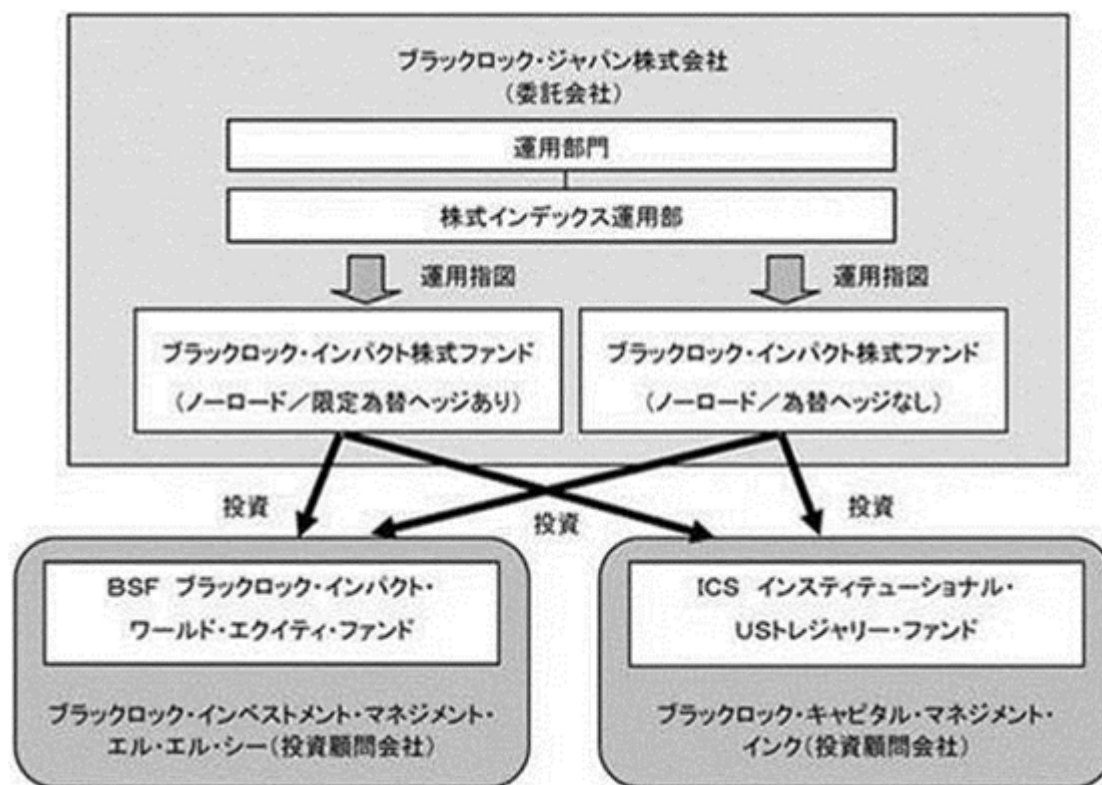 ブラックロック・ジャパン株式会社
（委託会社）
運用部門
株式インデックス運用部
運用指図
運用指図
ブラックロック・インパクト株式ファンド
（ノーロード／限定為替ヘッジあり）
ブラックロック・インパクト株式ファンド
（ノーロード／為替ヘッジなし）
投資
投資
投資
BSF ブラックロック・インパクト・
ワールド・エクイティ・ファンド
ブラックロック・インベストメント・マネジメント・
エル・エル・シー（投資顧問会社）
ICS インスティテューショナル・
USトレジャリー・ファンド
ブラックロック・キャピタル・マネジメント・
インク（投資顧問会社）